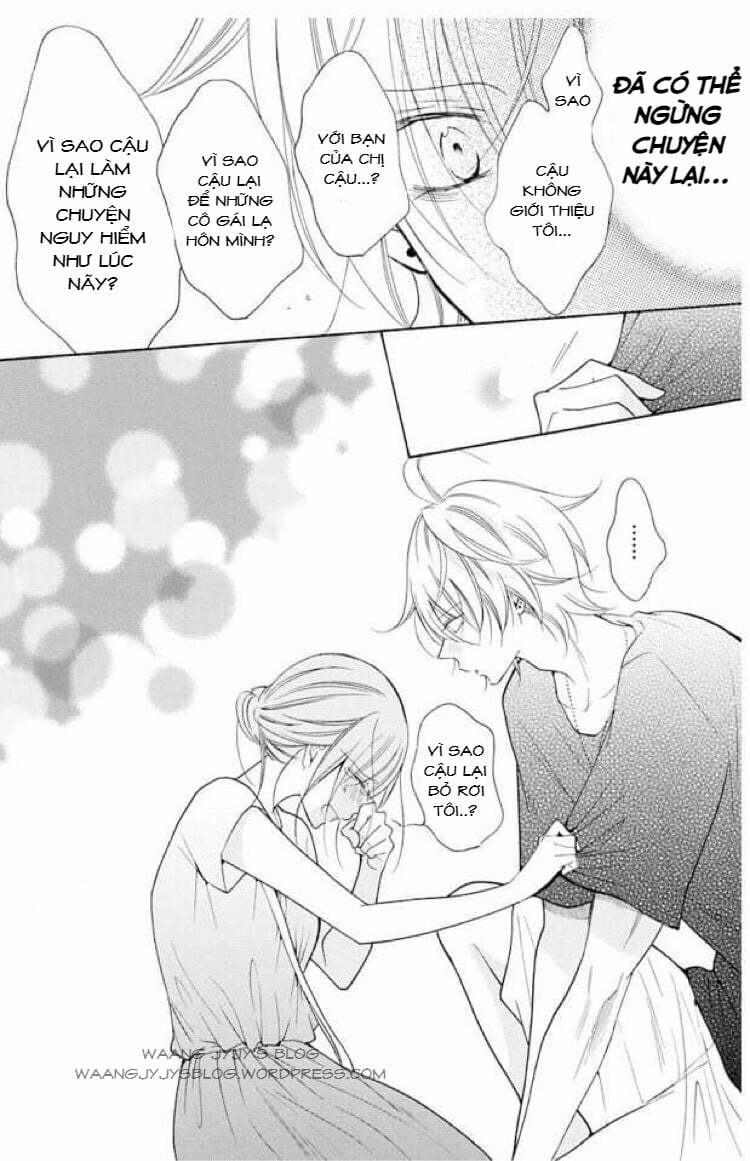 ĐÃ CÓ THỂ
NGỪNG
CHUYỆN
NÀY LẠI...
VÌ
SAO
CẬU
KHÔNG
GIỚI THIỆU
TÔI...
VỚI BẠN
CỦA CHỊ
CẬU...?
VÌ SAO
CẬU LẠI
ĐỂ NHỮNG
CÔ GÁI LẠ
HÔN MÌNH?
VÌ SAO CẬU
LẠI LÀM
NHỮNG
CHUYỆN
NGUY HIỂM
NHƯ LÚC
NÃY?
......
VÌ SAO
CẬU LẠI
BỎ RƠI
TÔI..?
WAANG JYJY'S BLOG
WAANGJYJYSBLOG.WORDPRESS.COM